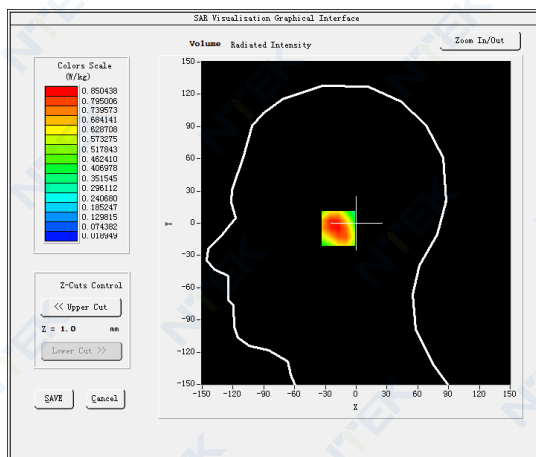 SAR Visualisation Graphical Interface
Volume Radiated Intensity
Zoom In/Out
Colors Scale
(W/kg)
0.850438
0.795006
0.739573
0.684141
0.628708
0.573275
0.517843
0.462410
0.406978
0.351545
0.296112
0.240680
0.185247
0.129815
0.074382
0.018949
Z-Cuts Control
<< Upper Cut
Z = 1.0 mm
Lower Cut >>
SAVE
Cancel
150
120
90
60
30
0
-30
-60
-90
-120
-150
Y
-150 -120 -90 -60 -30 0 30 60 90 120 150
X
NTEK